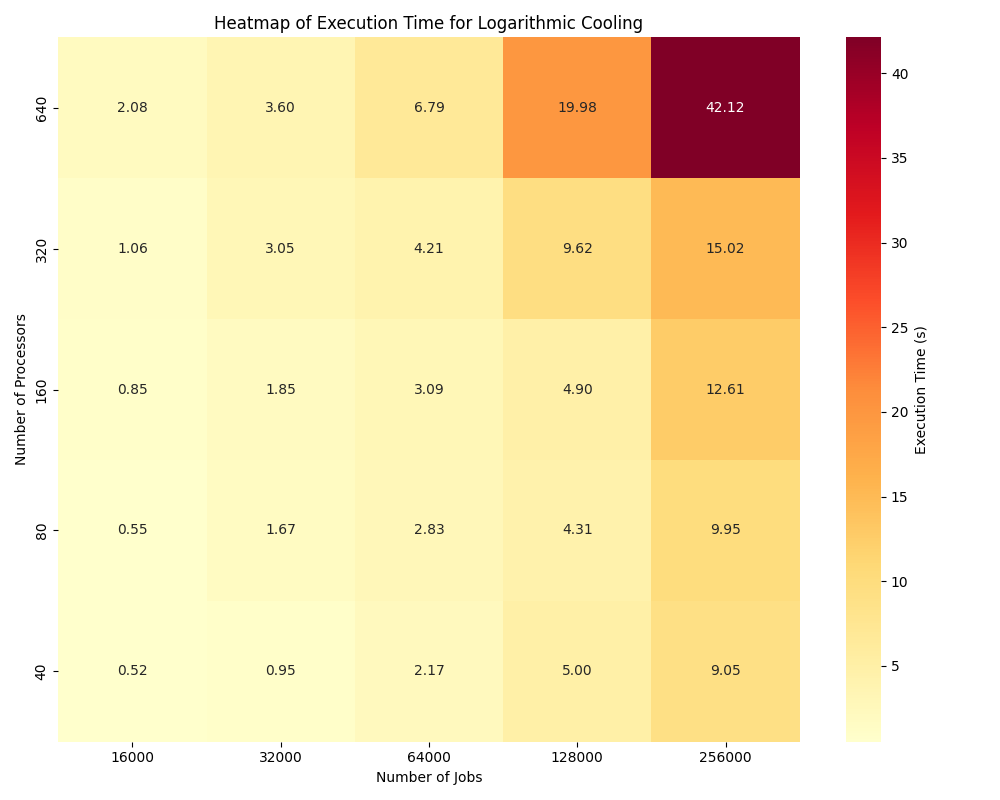 Heatmap of Execution Time for Logarithmic Cooling
Number of Processors
640 2.08 3.60 6.79 19.98 42.12
320 1.06 3.05 4.21 9.62 15.02
160 0.85 1.85 3.09 4.90 12.61
80 0.55 1.67 2.83 4.31 9.95
40 0.52 0.95 2.17 5.00 9.05
16000 32000 64000 128000 256000
Number of Jobs
40
35
30
25
20
15
10
5
Execution Time (s)